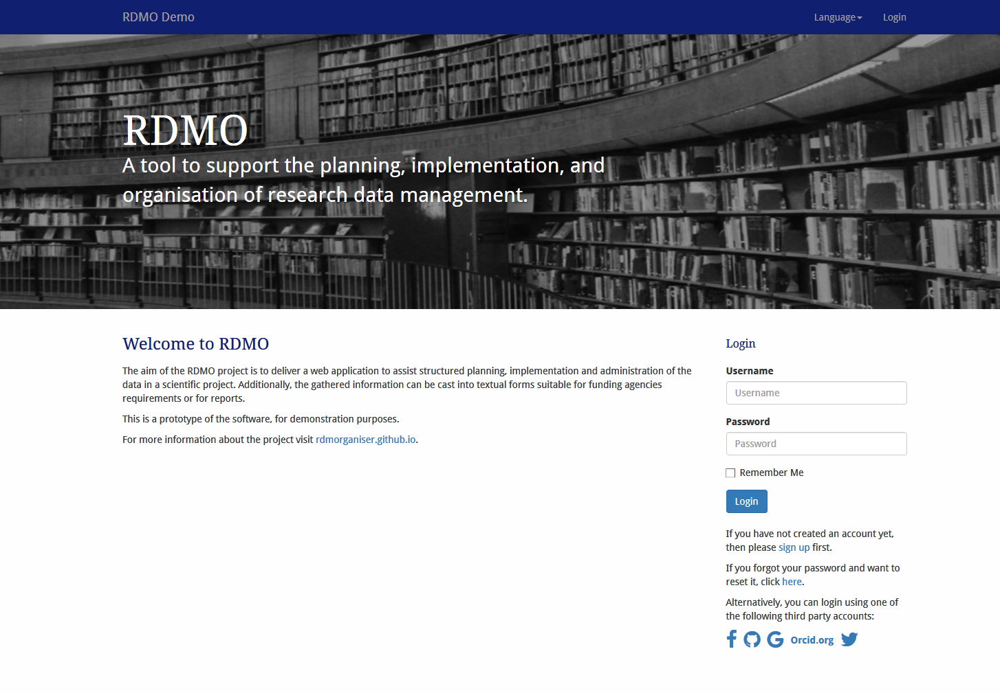 RDMO Demo
Language
Login
RDMO
A tool to support the planning, implementation, and
organisation of research data management.
Welcome to RDMO
The aim of the RDMO project is to deliver a web application to assist structured planning, implementation and administration of the
data in a scientific project. Additionally, the gathered information can be cast into textual forms suitable for funding agencies
requirements or for reports.
This is a prototype of the software, for demonstration purposes.
For more information about the project visit rdmorganiser.github.io.
Login
Username
Username
Password
Password
Remember Me
Login
If you have not created an account yet,
then please sign up first.
If you forgot your password and want to
reset it, click here.
Alternatively, you can login using one of
the following third party accounts:
Orcid.org